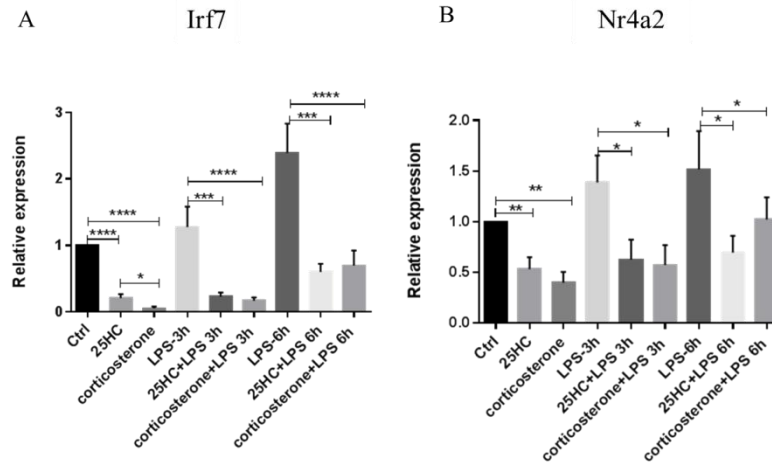 A
Irf7
Relative expression
3
2
1
0
****
****
*
****
***
****
***
Ctrl
25HC
corticosterone
LPS-3h
25HC+LPS 3h
corticosterone+LPS 3h
LPS-6h
25HC+LPS 6h
corticosterone+LPS 6h
B
Nr4a2
Relative expression
2.0
1.5
1.0
0.5
0.0
**
**
*
*
*
*
Ctrl
25HC
corticosterone
LPS-3h
25HC+LPS 3h
corticosterone+LPS 3h
LPS-6h
25HC+LPS 6h
corticosterone+LPS 6h